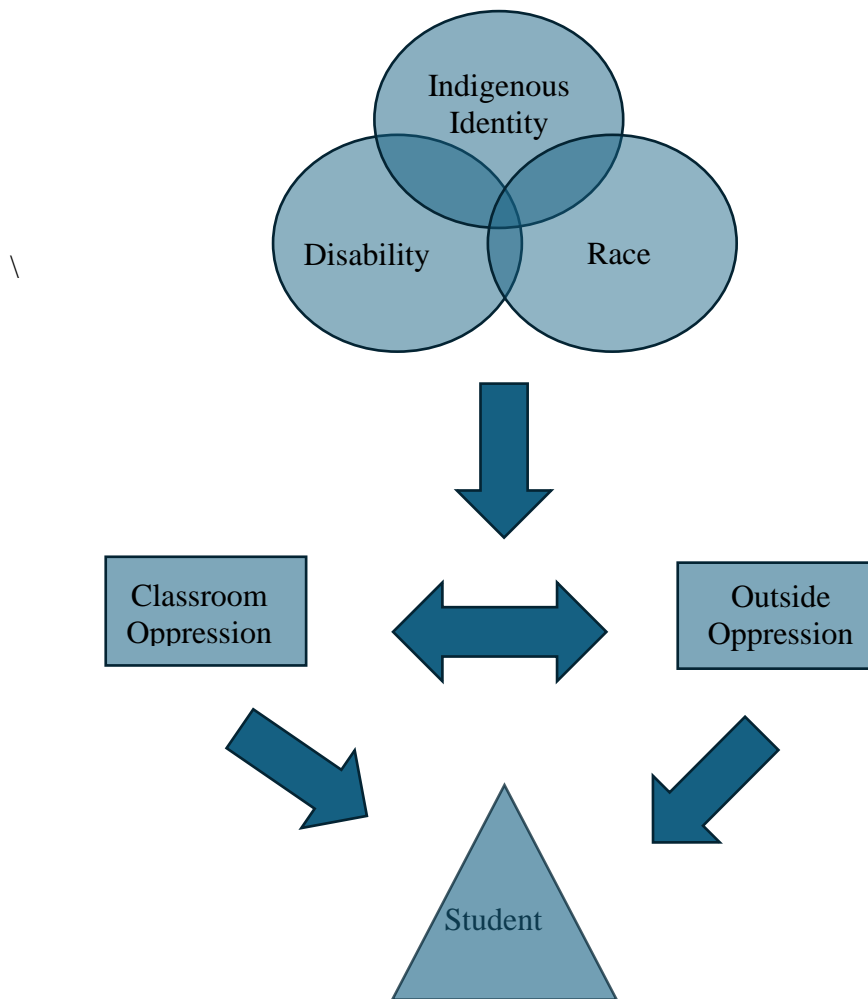 Indigenous
Identity
Disability
Race
\
Classroom
Oppression
Outside
Oppression
Student